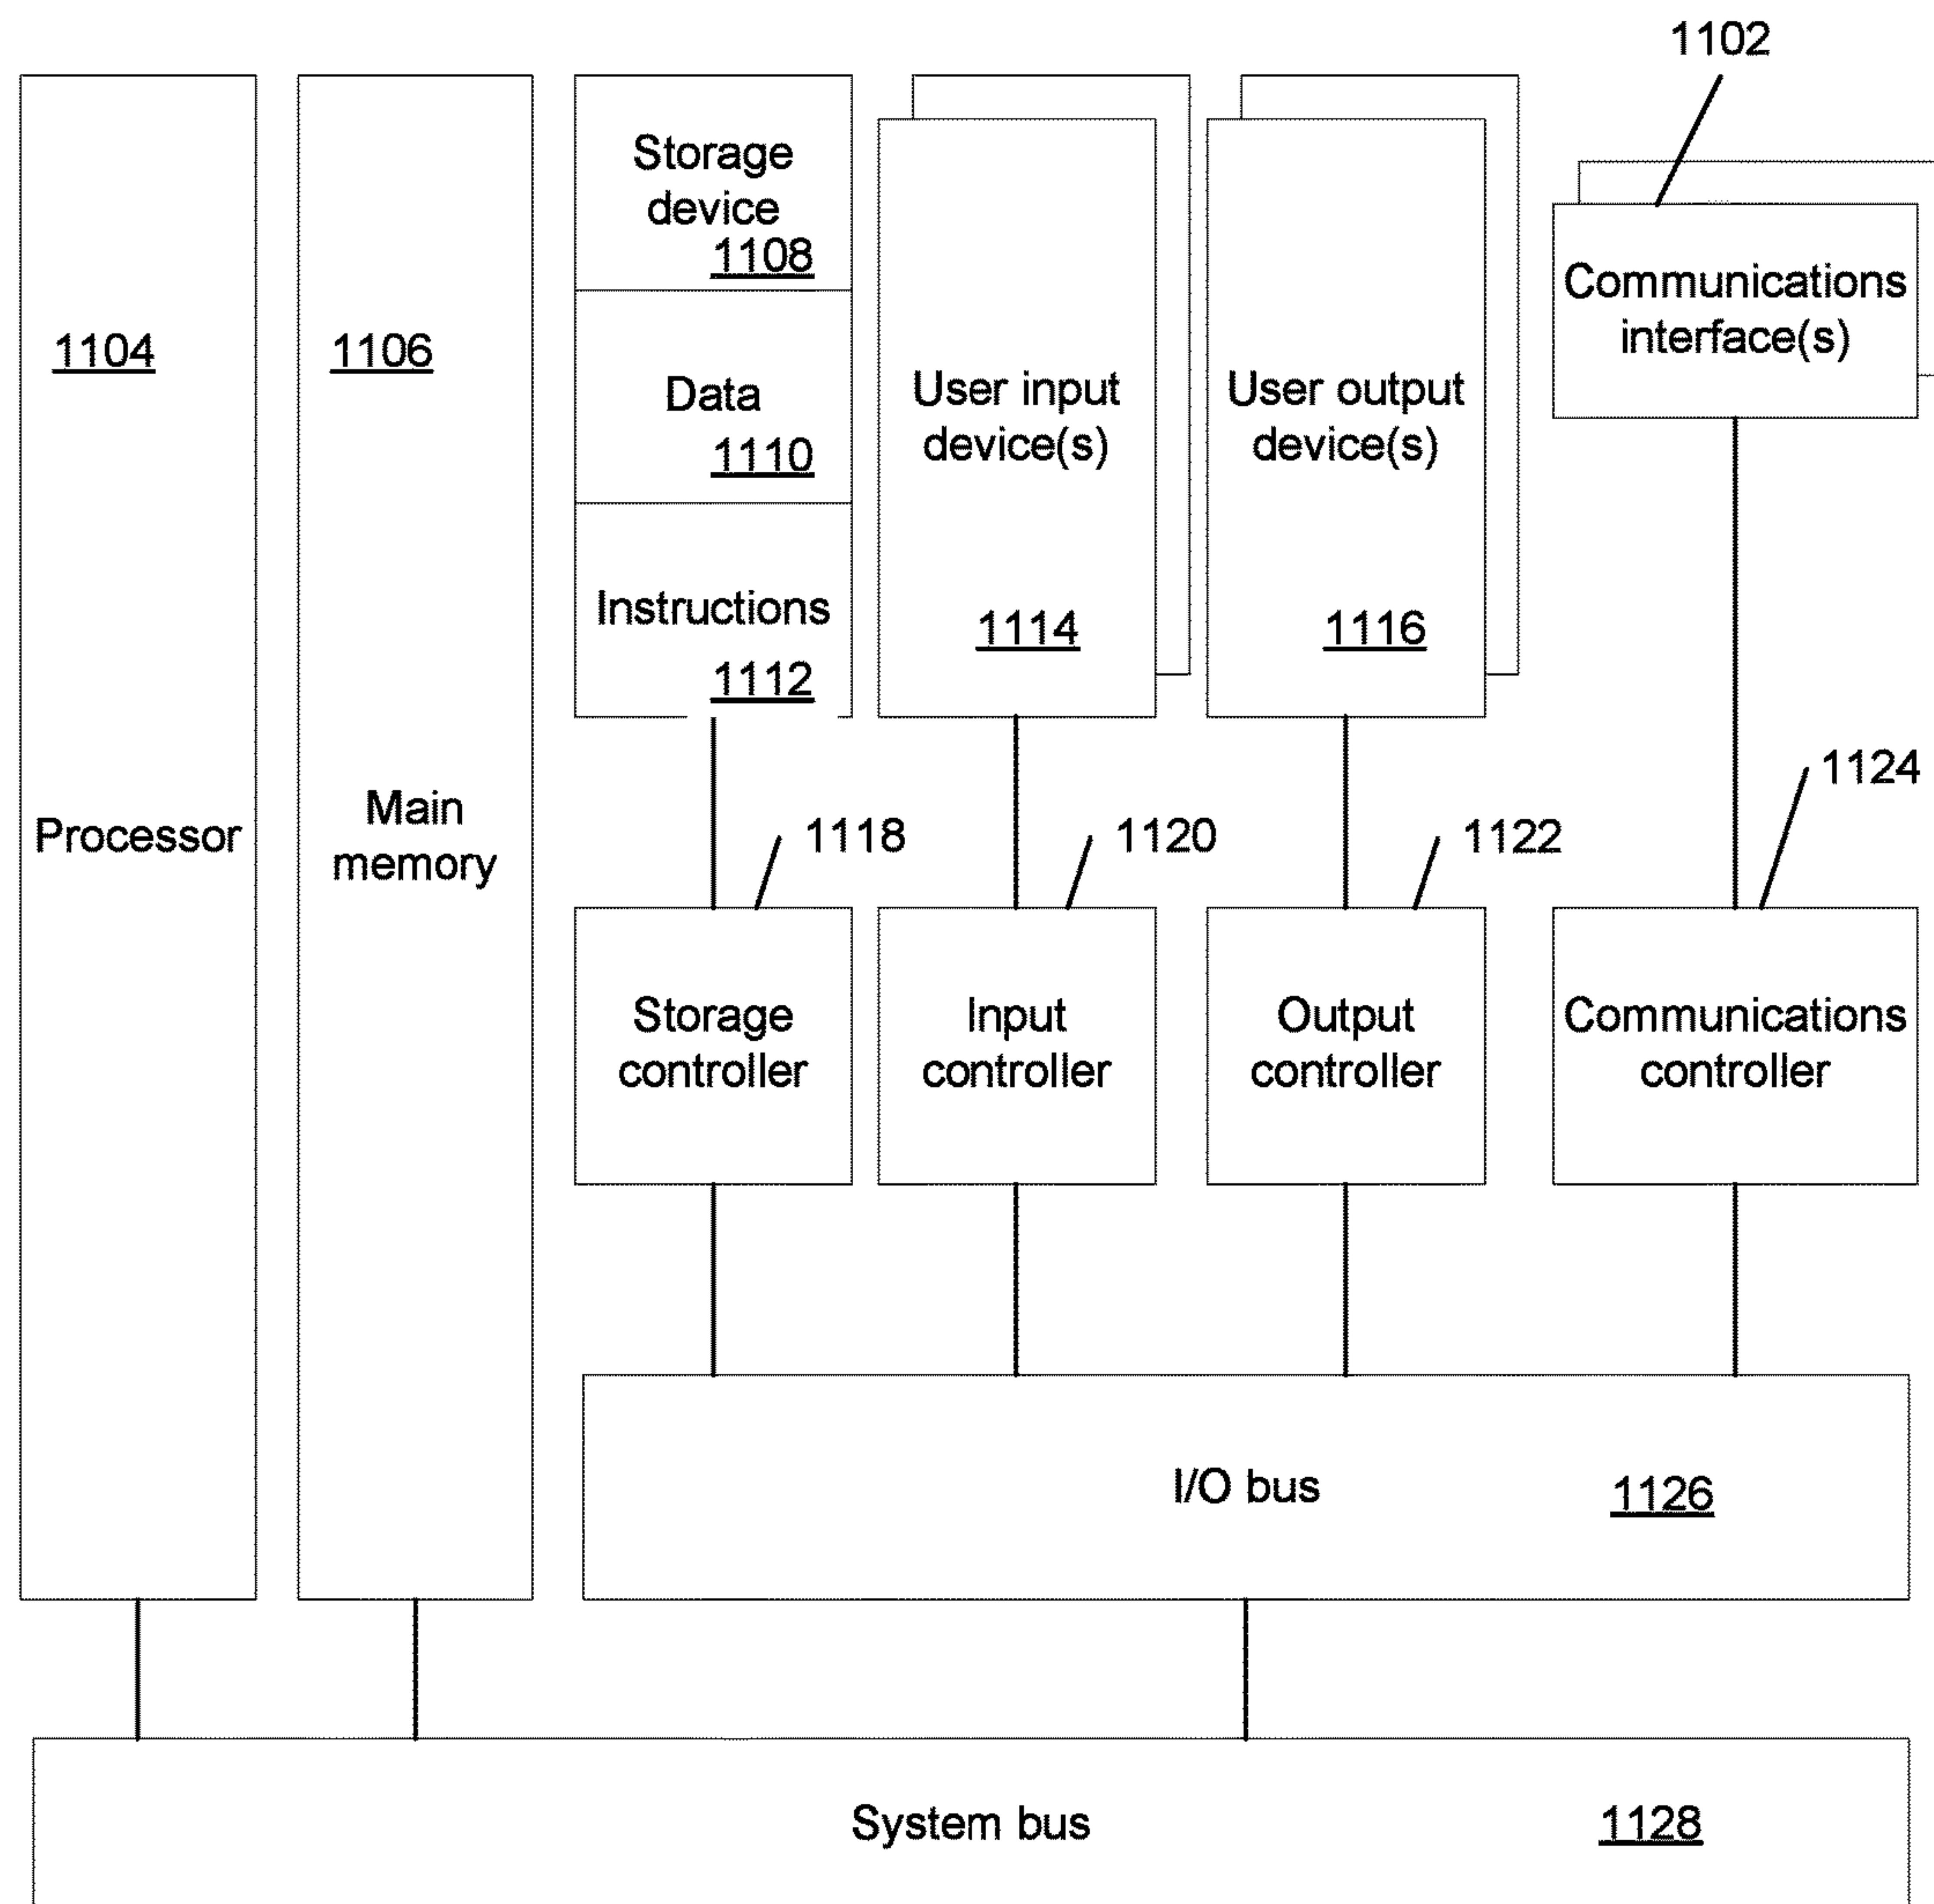 1102
Storage
device
1108
Communications
interface(s)
1104
1106
Data
1110
User input
device(s)
User output
device(s)
Instructions
1112
1114
1116
1124
Processor
Main
memory
1118
1120
1122
Storage
controller
Input
controller
Output
controller
Communications
controller
I/O bus
1126
System bus
1128